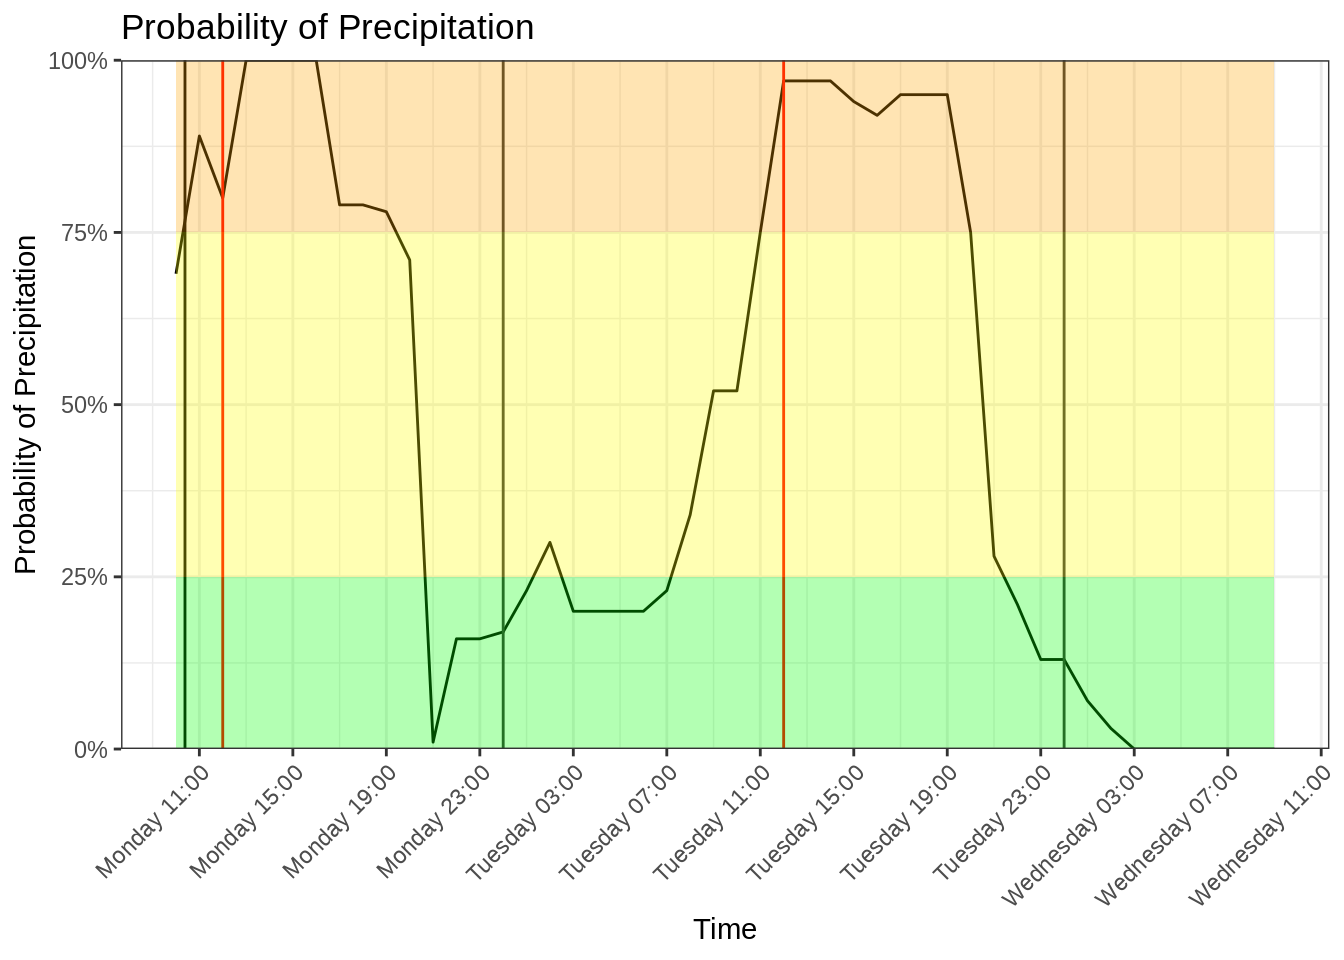 Probability of Precipitation
Probability of Precipitation
100%
75%
50%
25%
0%
Monday 11:00
Monday 15:00
Monday 19:00
Monday 23:00
Tuesday 03:00
Tuesday 07:00
Tuesday 11:00
Tuesday 15:00
Tuesday 19:00
Tuesday 23:00
Wednesday 03:00
Wednesday 07:00
Wednesday 11:00
Time